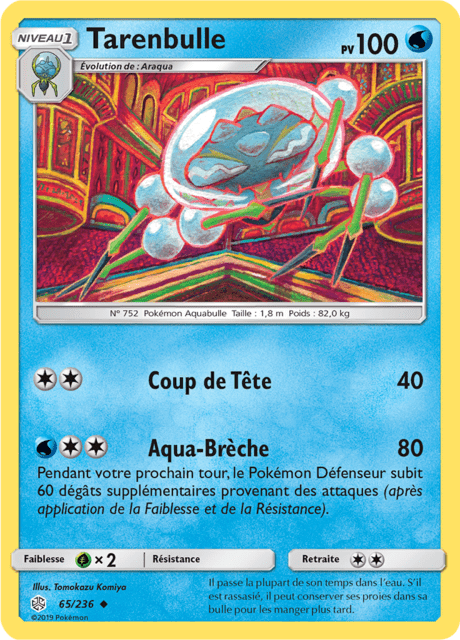 NIVEAU 1
Tarenbulle
PV 100
Évolution de : Araqua
N° 752 Pokémon Aquabulle Taille : 1,8 m Poids : 82,0 kg
Coup de Tête 40
Aqua-Brèche 80
Pendant votre prochain tour, le Pokémon Défenseur subit
60 dégâts supplémentaires provenant des attaques (après
application de la Faiblesse et de la Résistance).
Faiblesse ×2 Résistance Retraite
Illus. Tomokazu Komiya
65/236
©2019 Pokémon
Il passe la plupart de son temps dans l'eau. S'il
est rassasié, il peut conserver ses proies dans sa
bulle pour les manger plus tard.